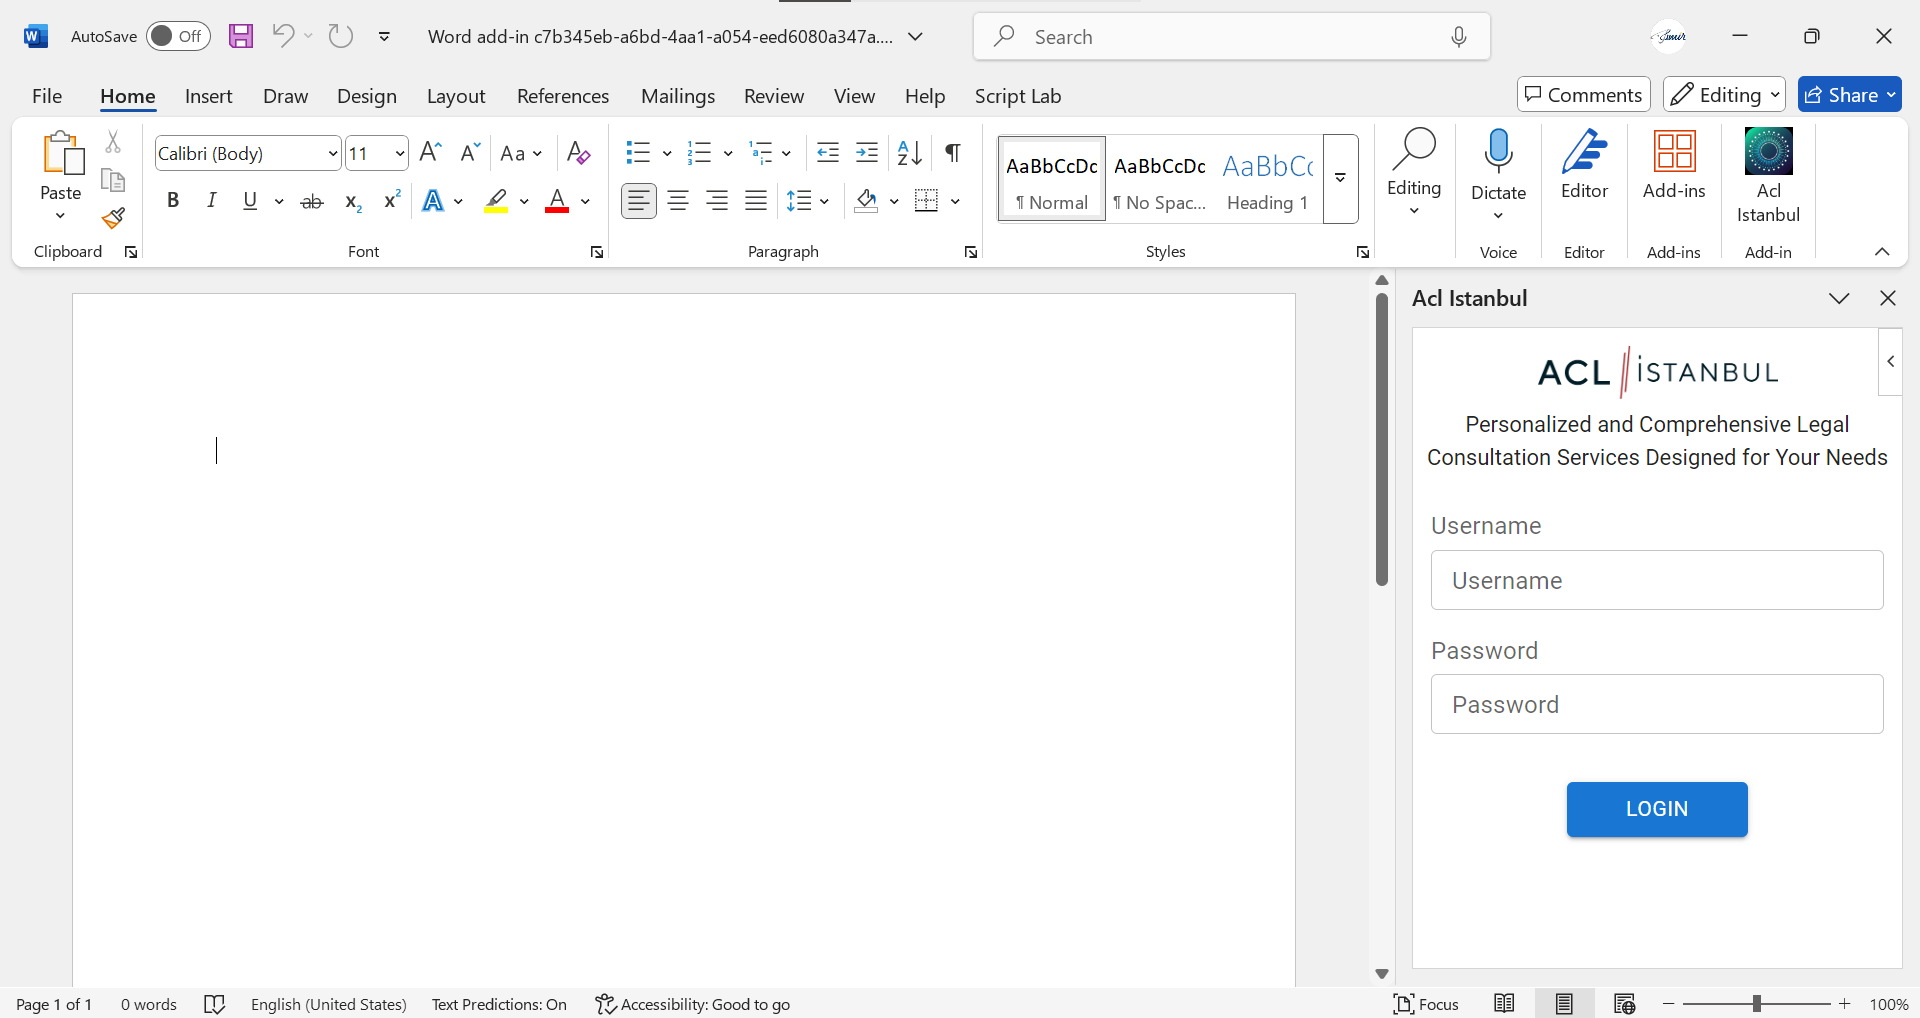 AutoSave Off Word add-in c7b345eb-a6bd-4aa1-a054-eed6080a347a.... Search
File Home Insert Draw Design Layout References Mailings Review View Help Script Lab Comments Editing Share
Paste
Clipboard
Calibri (Body) 11 Aa
B I U ab x2 x2 A A
Font
Paragraph
AaBbCcDc AaBbCcDc AaBbCc
¶ Normal ¶ No Spac... Heading 1
Styles
Editing
Dictate
Voice
Editor
Editor
Add-ins
Add-ins
Acl
Istanbul
Add-in
Acl Istanbul
ACL İSTANBUL
Personalized and Comprehensive Legal
Consultation Services Designed for Your Needs
Username
Username
Password
Password
LOGIN
Page 1 of 1 0 words English (United States) Text Predictions: On Accessibility: Good to go Focus 100%